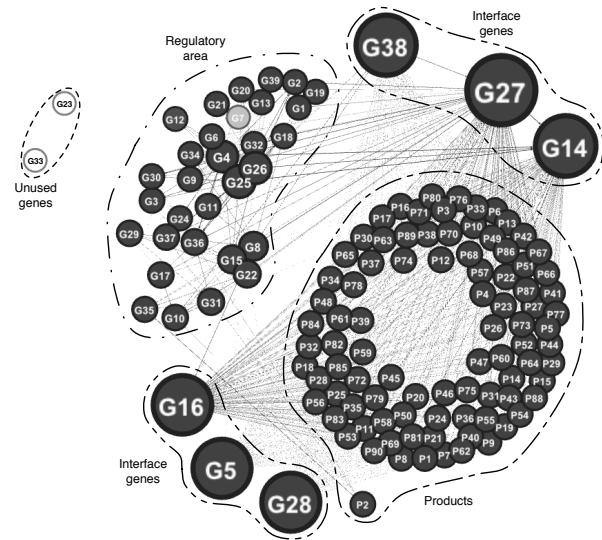 Interface
genes
Regulatory
area
G38
G27
G14
G23
G33
Unused
genes
G39
G2
G19
G20
G13
G1
G21
G7
G12
G18
G6
G32
G34
G4
G26
G30
G9
G25
G3
G11
G24
G29
G37
G36
G8
G15
G22
G17
G31
G35
G10
G16
Interface
genes
G5
G28
P80
P76
P16
P71
P3
P33
P6
P17
P13
P10
P30
P63
P89
P38
P70
P49
P42
P65
P37
P74
P12
P68
P86
P67
P57
P51
P66
P34
P78
P22
P4
P87
P41
P48
P23
P27
P77
P84
P61
P39
P26
P73
P5
P32
P82
P59
P52
P44
P18
P85
P47
P60
P64
P29
P28
P72
P45
P14
P15
P56
P25
P79
P20
P46
P75
P31
P43
P88
P35
P83
P50
P24
P36
P55
P54
P11
P58
P19
P53
P69
P81
P21
P40
P9
P90
P8
P1
P7
P62
P2
Products